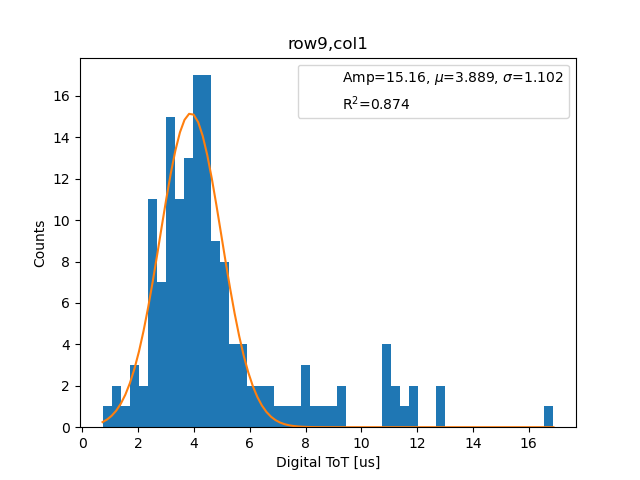 row9,col1
Amp=15.16, μ=3.889, σ=1.102
R²=0.874
Counts
16
14
12
10
8
6
4
2
0
0 2 4 6 8 10 12 14 16
Digital ToT [us]